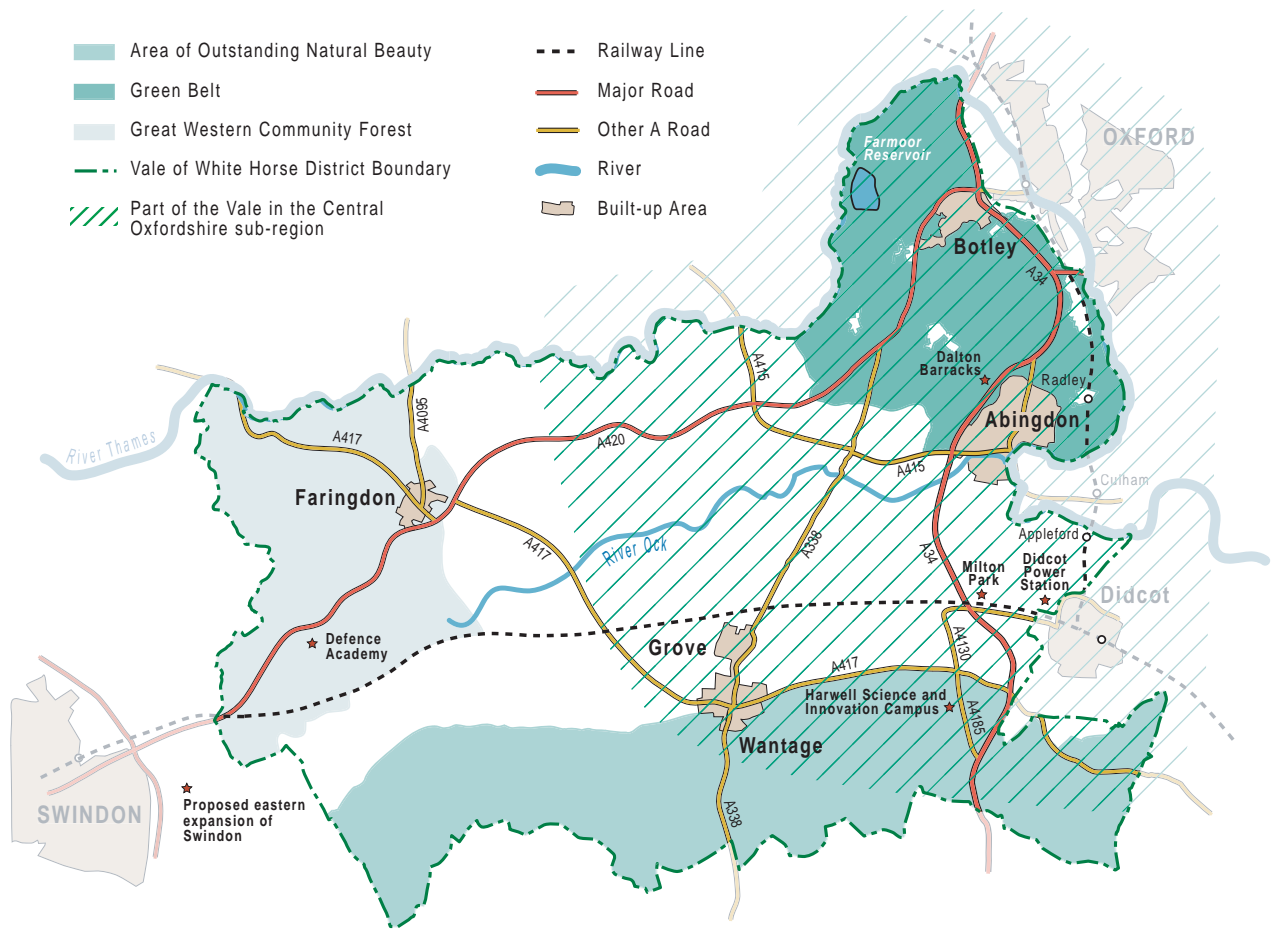 Area of Outstanding Natural Beauty
Green Belt
Great Western Community Forest
Vale of White Horse District Boundary
Part of the Vale in the Central
Oxfordshire sub-region
Railway Line
Major Road
Other A Road
River
Built-up Area
OXFORD
Farmoor
Reservoir
Botley
A34
A415
Dalton
Barracks
Radley
Abingdon
A4095
A417
A420
A415
River Thames
Faringdon
Culham
A417
River Ock
A338
A34
Appleford
Milton
Park
Didcot
Power
Station
Didcot
Defence
Academy
Grove
A4130
A417
Harwell Science and
Innovation Campus
A4185
Wantage
A338
SWINDON
Proposed eastern
expansion of
Swindon